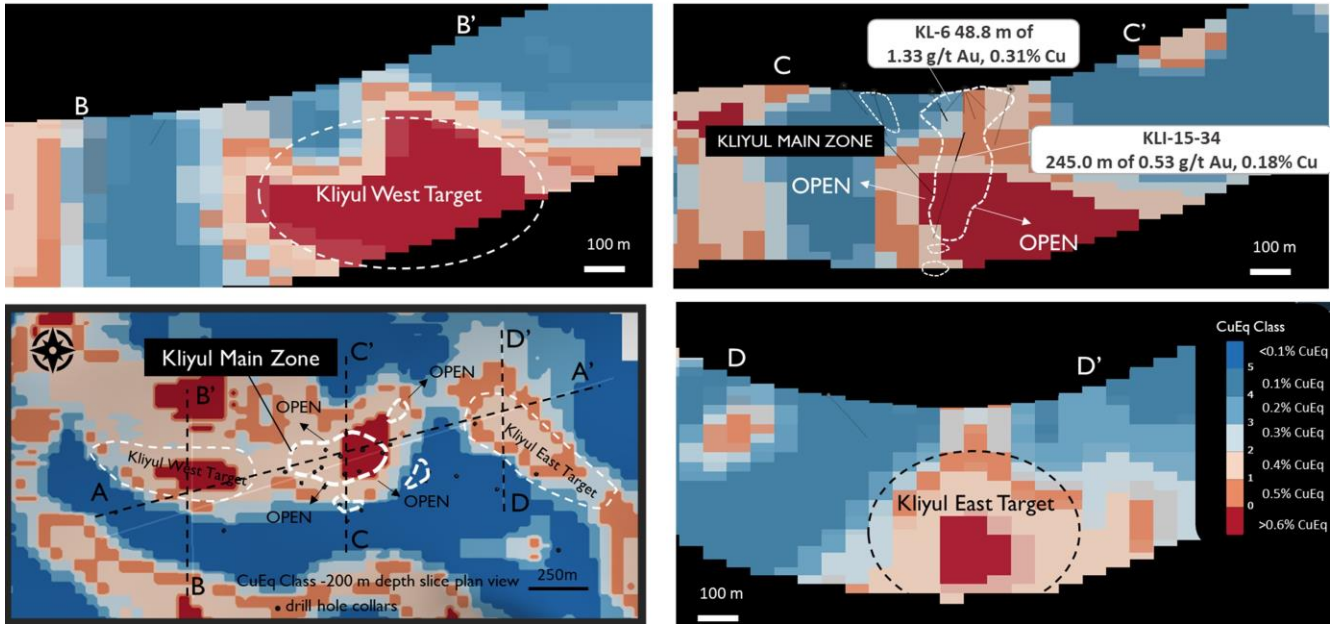 B
B'
Kliyul West Target
100 m
C
C'
KL-6 48.8 m of
1.33 g/t Au, 0.31% Cu
KLIYUL MAIN ZONE
KLI-15-34
245.0 m of 0.53 g/t Au, 0.18% Cu
OPEN
OPEN
100 m
Kliyul Main Zone
C'
D'
A'
B'
OPEN
OPEN
Kliyul West Target
Kliyul East Target
A
OPEN
OPEN
D
C
B
CuEq Class -200 m depth slice plan view
250m
• drill hole collars
D
D'
Kliyul East Target
100 m
CuEq Class
<0.1% CuEq
5
0.1% CuEq
4
0.2% CuEq
3
0.3% CuEq
2
0.4% CuEq
1
0.5% CuEq
0
>0.6% CuEq